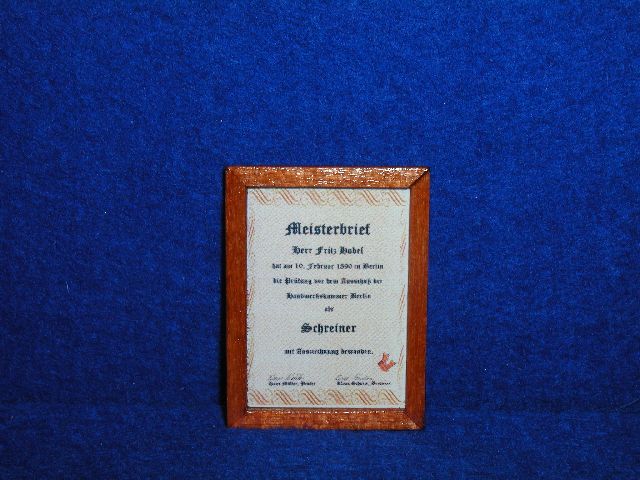 Meisterbrief
Herr Fritz Hobel
hat am 10. Februar 1890 in Berlin
die Prüfung vor dem Ausschuß der
Handwerkskammer Berlin
als
Schreiner
mit Auszeichnung bestanden.